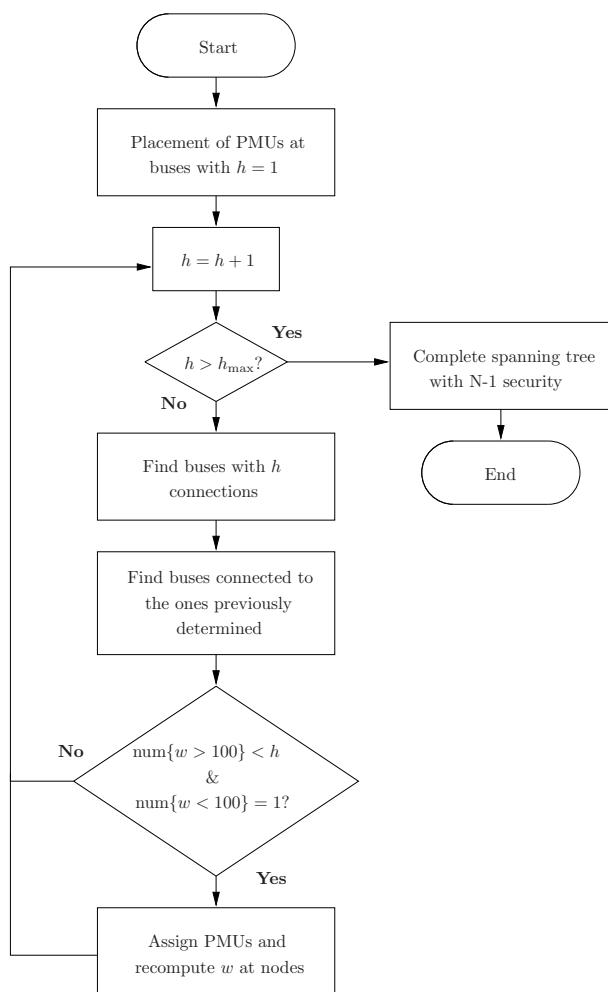 Start
Placement of PMUs at
buses with h = 1
h = h + 1
Yes
h > hmax?
No
Complete spanning tree
with N-1 security
End
Find buses with h
connections
Find buses connected to
the ones previously
determined
No
num{w > 100} < h
&
num{w < 100} = 1?
Yes
Assign PMUs and
recompute w at nodes